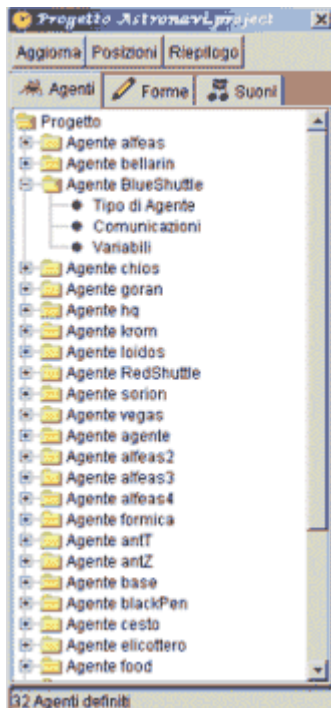 Progetto Astronavi.project
Aggiorna Posizioni Riepilogo
Agenti Forme Suoni
Progetto
Agente alfeas
Agente bellarin
Agente BlueShuttle
Tipo di Agente
Comunicazioni
Variabili
Agente chios
Agente goran
Agente hq
Agente krom
Agente loidos
Agente RedShuttle
Agente sorion
Agente vegas
Agente agente
Agente alfeas2
Agente alfeas3
Agente alfeas4
Agente formica
Agente antT
Agente antZ
Agente base
Agente blackPen
Agente cesto
Agente elicottero
Agente food
32 Agenti definiti